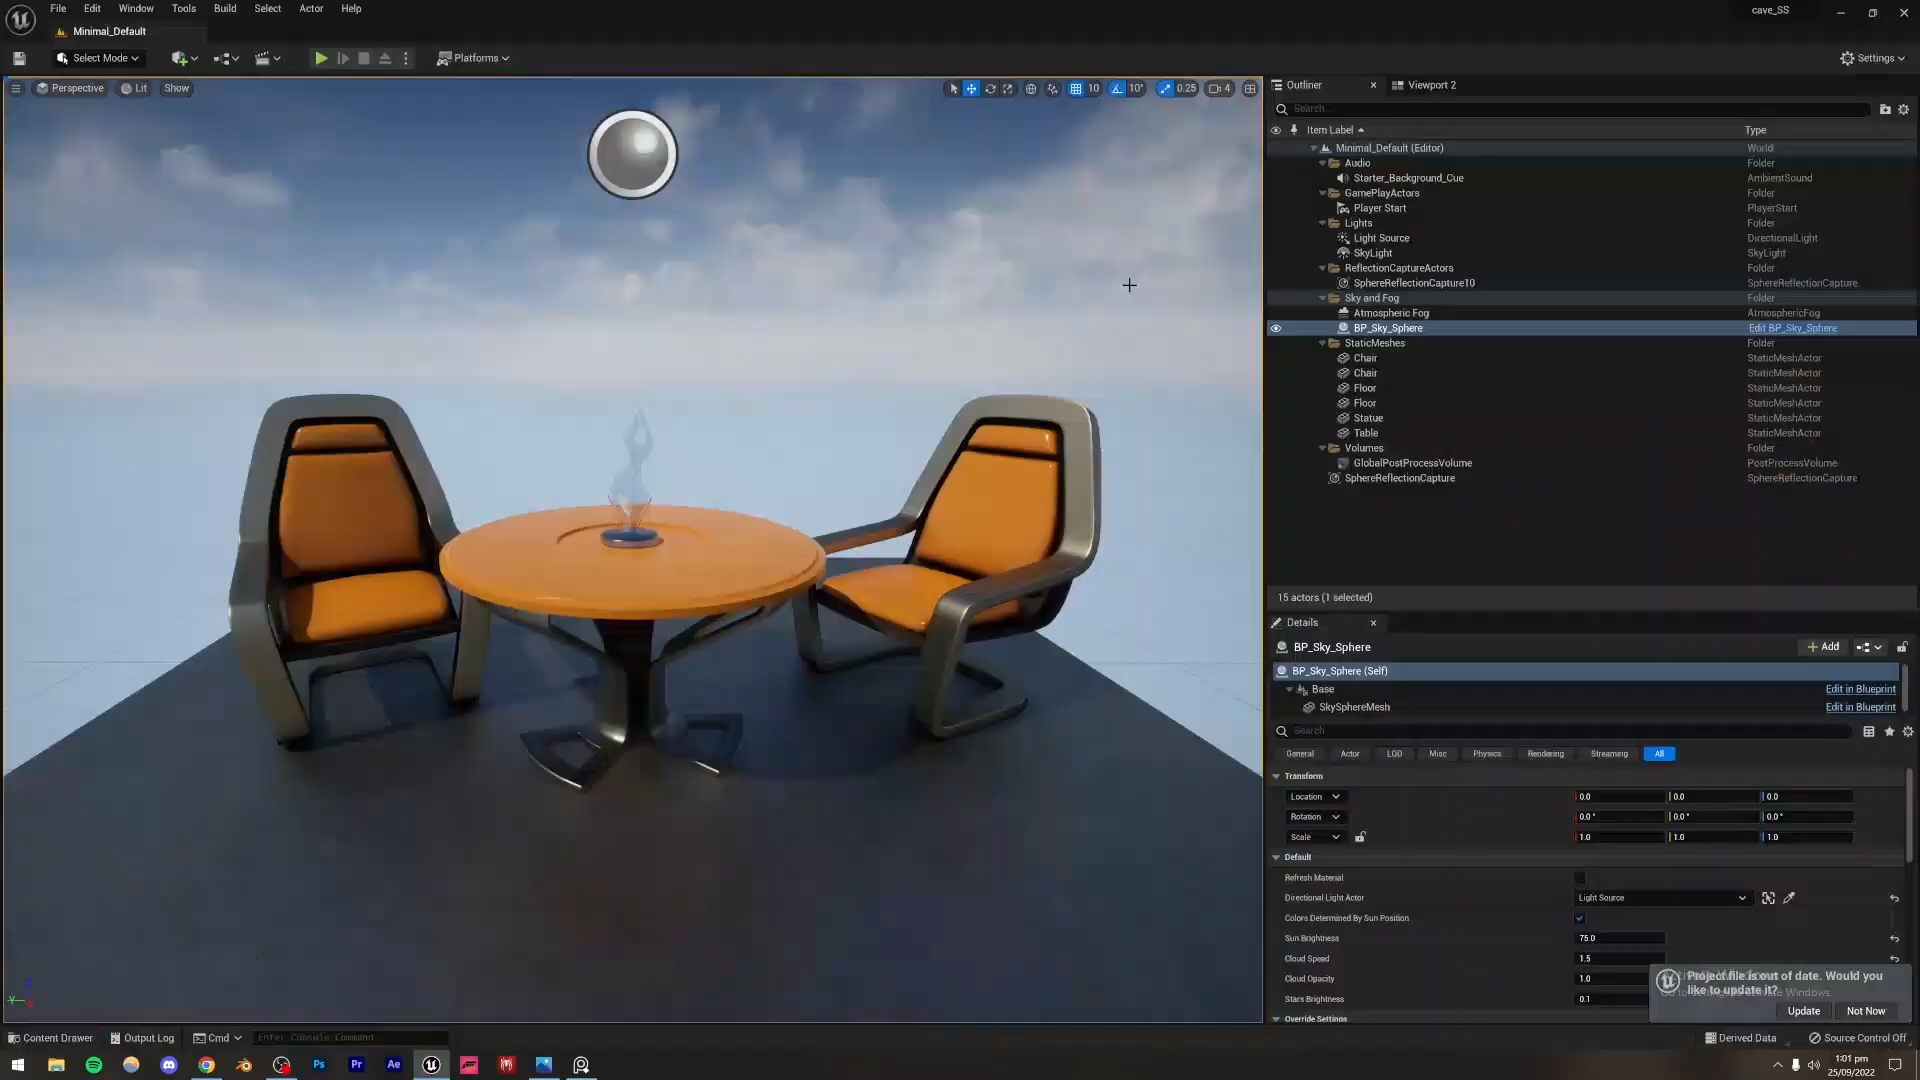 File Edit Window Tools Build Select Actor Help
cave_SS
Minimal_Default
Select Mode
Platforms
Settings
Perspective Lit Show
10 10° 0.25 4
Outliner
Viewport 2
Search...
Item Label Type
Minimal_Default (Editor) World
Audio Folder
Starter_Background_Cue AmbientSound
GamePlayActors Folder
Player Start PlayerStart
Lights Folder
Light Source DirectionalLight
SkyLight SkyLight
ReflectionCaptureActors Folder
SphereReflectionCapture10 SphereReflectionCapture
Sky and Fog Folder
Atmospheric Fog AtmosphericFog
BP_Sky_Sphere Edit BP_Sky_Sphere
StaticMeshes Folder
Chair StaticMeshActor
Chair StaticMeshActor
Floor StaticMeshActor
Floor StaticMeshActor
Statue StaticMeshActor
Table StaticMeshActor
Volumes Folder
GlobalPostProcessVolume PostProcessVolume
SphereReflectionCapture SphereReflectionCapture
15 actors (1 selected)
Details
BP_Sky_Sphere
+ Add
BP_Sky_Sphere (Self)
Base Edit in Blueprint
SkySphereMesh Edit in Blueprint
Search
General Actor LOD Misc Physics Rendering Streaming All
Transform
Location 0.0 0.0 0.0
Rotation 0.0° 0.0° 0.0°
Scale 1.0 1.0 1.0
Default
Refresh Material
Directional Light Actor Light Source
Colors Determined By Sun Position
Sun Brightness 75.0
Cloud Speed 1.5
Cloud Opacity 1.0
Stars Brightness 0.1
Override Settings
Project file is out of date. Would you
like to update it?
Update Not Now
Content Drawer Output Log Cmd Enter Console Command
Derived Data Source Control Off
Ps Pr Ae
1:01 pm
25/09/2022